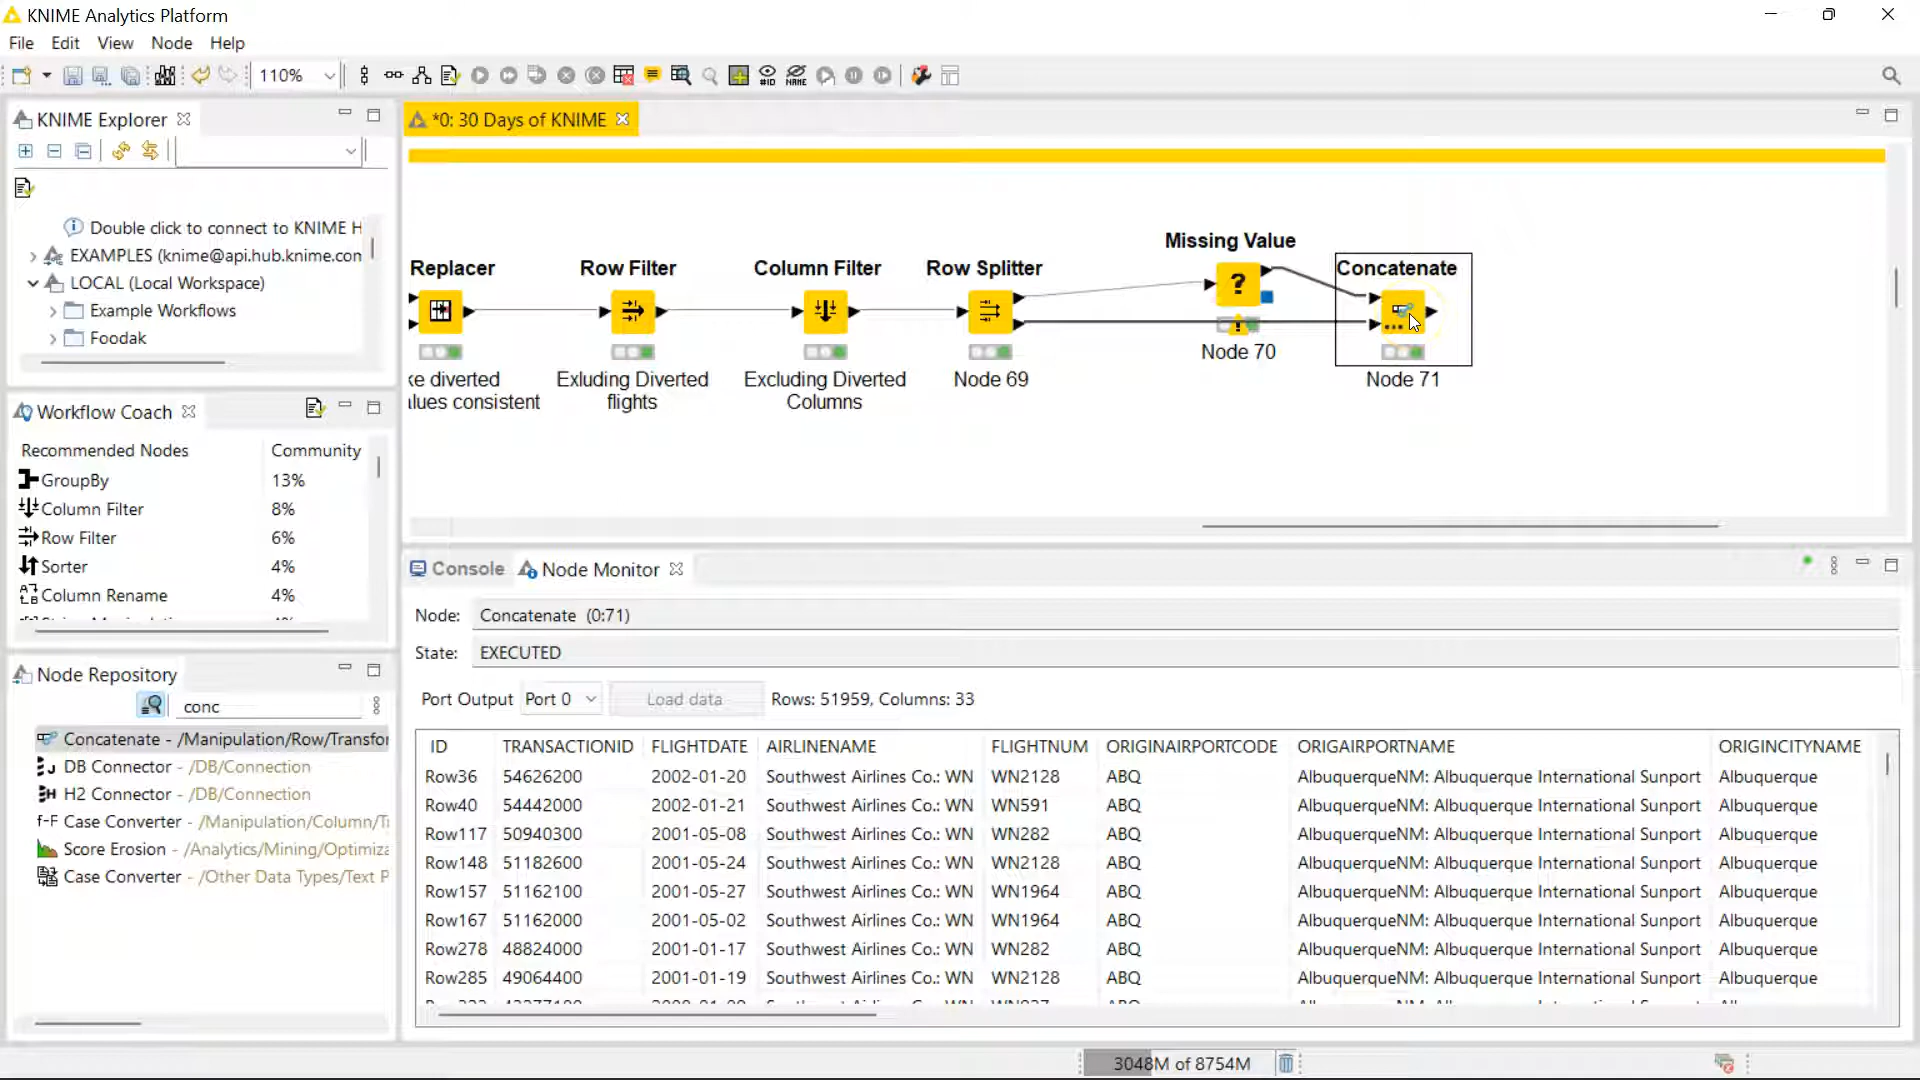 KNIME Analytics Platform
File Edit View Node Help
110% #ID NAME
KNIME Explorer
Double click to connect to KNIME H
EXAMPLES (knime@api.hub.knime.con
LOCAL (Local Workspace)
Example Workflows
Foodak
Workflow Coach
Recommended Nodes Community
GroupBy 13%
Column Filter 8%
Row Filter 6%
Sorter 4%
Column Rename 4%
Node Repository
conc
Concatenate - /Manipulation/Row/Transfor
DB Connector - /DB/Connection
H2 Connector - /DB/Connection
f-F Case Converter - /Manipulation/Column/Tr
Score Erosion - /Analytics/Mining/Optimiza
Case Converter - /Other Data Types/Text P
*0: 30 Days of KNIME
Missing Value
Replacer Row Filter Column Filter Row Splitter Concatenate
?
Node 70
ke diverted Exluding Diverted Excluding Diverted Node 69 Node 71
lues consistent flights Columns
Console Node Monitor
Node: Concatenate (0:71)
State: EXECUTED
Port Output Port 0 Load data Rows: 51959, Columns: 33
ID TRANSACTIONID FLIGHTDATE AIRLINENAME FLIGHTNUM ORIGINAIRPORTCODE ORIGAIRPORTNAME ORIGINCITYNAME
Row36 54626200 2002-01-20 Southwest Airlines Co.: WN WN2128 ABQ AlbuquerqueNM: Albuquerque International Sunport Albuquerque
Row40 54442000 2002-01-21 Southwest Airlines Co.: WN WN591 ABQ AlbuquerqueNM: Albuquerque International Sunport Albuquerque
Row117 50940300 2001-05-08 Southwest Airlines Co.: WN WN282 ABQ AlbuquerqueNM: Albuquerque International Sunport Albuquerque
Row148 51182600 2001-05-24 Southwest Airlines Co.: WN WN2128 ABQ AlbuquerqueNM: Albuquerque International Sunport Albuquerque
Row157 51162100 2001-05-27 Southwest Airlines Co.: WN WN1964 ABQ AlbuquerqueNM: Albuquerque International Sunport Albuquerque
Row167 51162000 2001-05-02 Southwest Airlines Co.: WN WN1964 ABQ AlbuquerqueNM: Albuquerque International Sunport Albuquerque
Row278 48824000 2001-01-17 Southwest Airlines Co.: WN WN282 ABQ AlbuquerqueNM: Albuquerque International Sunport Albuquerque
Row285 49064400 2001-01-19 Southwest Airlines Co.: WN WN2128 ABQ AlbuquerqueNM: Albuquerque International Sunport Albuquerque
3048M of 8754M